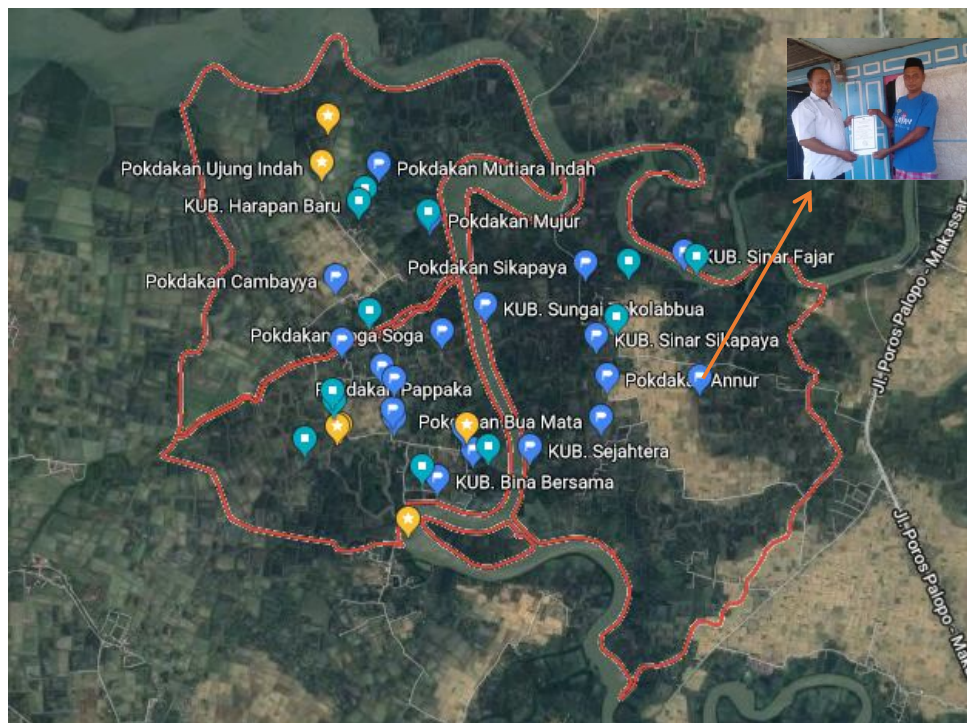 Pokdakan Ujung Indah
Pokdakan Mutiara Indah
KUB. Harapan Baru
Pokdakan Mujur
KUB. Sinar Fajar
Pokdakan Sikapaya
Pokdakan Cambayya
KUB. Sungai
KUB. Sinar Sikapaya
Pokdakan
Soga
Pokdakan Annur
Pappaka
Pokdakan Bua Mata
KUB. Sejahtera
KUB. Bina Bersama
Jl. Poros Palopo - Makassar
Jl. Poros Palopo - Mak